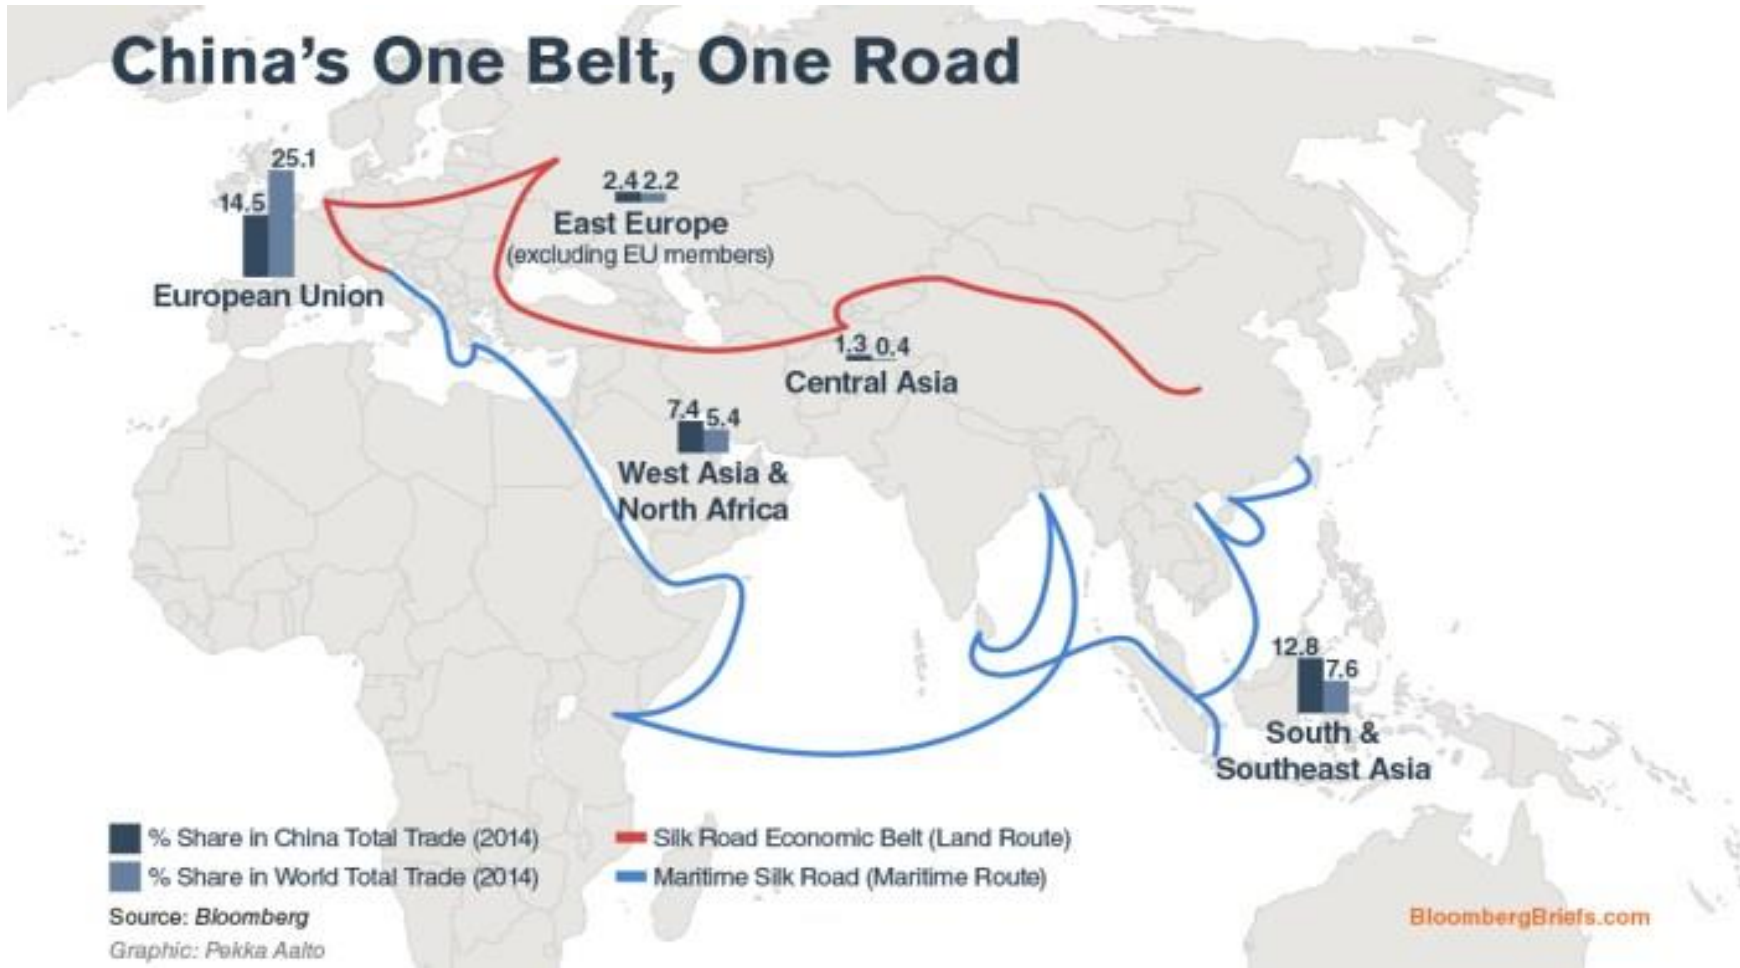 China's One Belt, One Road
25.1
14.5
European Union
2.4 2.2
East Europe
(excluding EU members)
1.3 0.4
Central Asia
7.4 5.4
West Asia &
North Africa
12.8
7.6
South &
Southeast Asia
% Share in China Total Trade (2014)
% Share in World Total Trade (2014)
Silk Road Economic Belt (Land Route)
Maritime Silk Road (Maritime Route)
Source: Bloomberg
Graphic: Pekka Aalto
BloombergBriefs.com